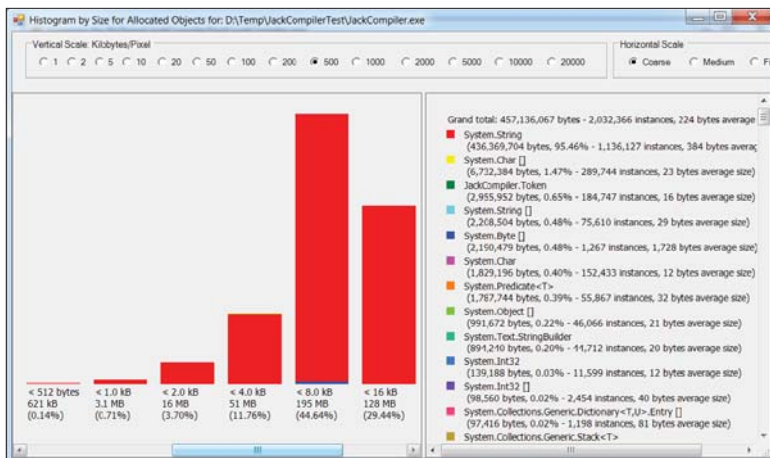 Histogram by Size for Allocated Objects for: D:\Temp\JackCompilerTest\JackCompiler.exe
Vertical Scale: Kilobytes/Pixel
1 2 5 10 20 50 100 200 500 1000 2000 5000 10000 20000
Horizontal Scale
Coarse Medium Fi
< 512 bytes
621 kB
(0.14%)
< 1.0 kB
3.1 MB
(0.71%)
< 2.0 kB
16 MB
(3.70%)
< 4.0 kB
51 MB
(11.76%)
< 8.0 kB
195 MB
(44.64%)
< 16 kB
128 MB
(29.44%)
Grand total: 457,136,067 bytes - 2,032,366 instances, 224 bytes average
System.String
(436,369,704 bytes, 95.46% - 1,136,127 instances, 384 bytes averag
System.Char []
(6,732,384 bytes, 1.47% - 289,744 instances, 23 bytes average size)
JackCompiler.Token
(2,955,952 bytes, 0.65% - 184,747 instances, 16 bytes average size)
System.String []
(2,208,504 bytes, 0.48% - 75,610 instances, 29 bytes average size)
System.Byte []
(2,190,479 bytes, 0.48% - 1,267 instances, 1,728 bytes average size)
System.Char
(1,829,196 bytes, 0.40% - 152,433 instances, 12 bytes average size)
System.Predicate<T>
(1,787,744 bytes, 0.39% - 55,867 instances, 32 bytes average size)
System.Object []
(991,672 bytes, 0.22% - 46,066 instances, 21 bytes average size)
System.Text.StringBuilder
(894,240 bytes, 0.20% - 44,712 instances, 20 bytes average size)
System.Int32
(139,188 bytes, 0.03% - 11,599 instances, 12 bytes average size)
System.Int32 []
(98,560 bytes, 0.02% - 2,454 instances, 40 bytes average size)
System.Collections.Generic.Dictionary<T,U>.Entry []
(97,416 bytes, 0.02% - 1,198 instances, 81 bytes average size)
System.Collections.Generic.Stack<T>